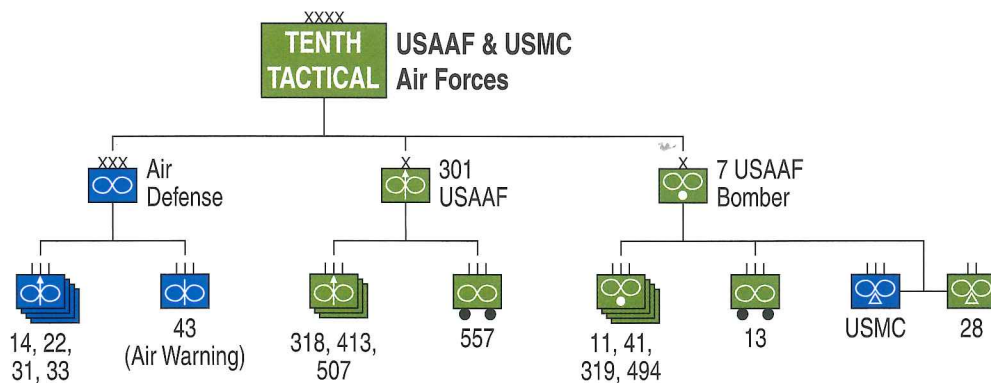 XXXX
TENTH
TACTICAL
USAAF & USMC
Air Forces
XXX
Air
Defense
X
301
USAAF
X
7 USAAF
Bomber
III
14, 22,
31, 33
III
43
(Air Warning)
III
318, 413,
507
III
557
III
11, 41,
319, 494
III
13
III
USMC
II
28